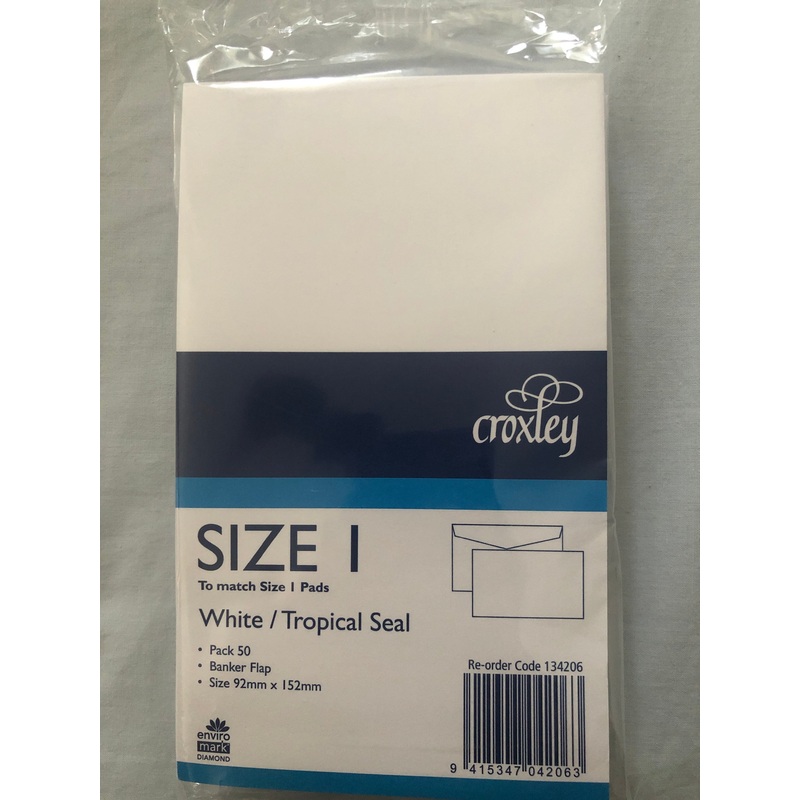 croxley
SIZE 1
To match Size 1 Pads
White / Tropical Seal
• Pack 50
• Banker Flap
• Size 92mm x 152mm
Re-order Code 134206
enviro
mark
DIAMOND
9 415347 042063